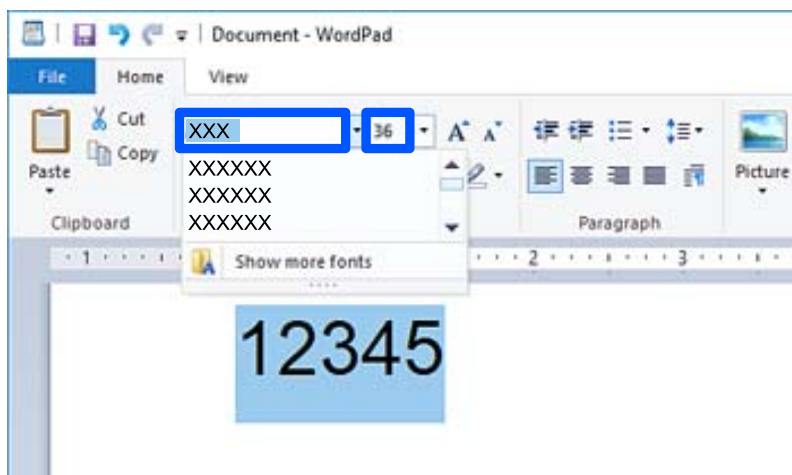 Document - WordPad
File Home View
Cut
XXX 36 A A
Copy
XXXXXX
XXXXXX
XXXXXX
Paste
Picture
Clipboard Paragraph
Show more fonts
1 2 3
12345